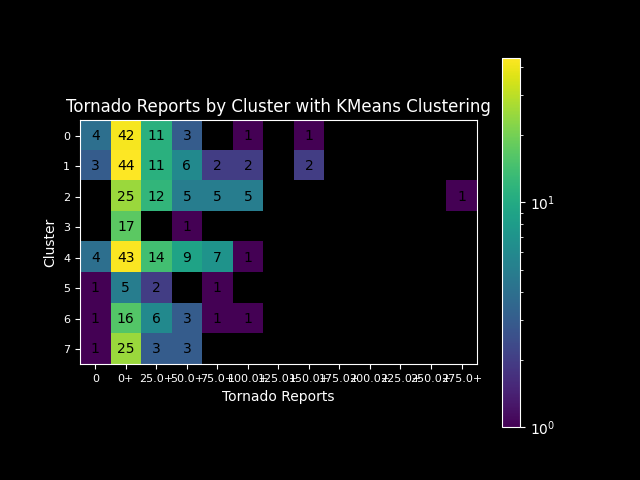 Tornado Reports by Cluster with KMeans Clustering
0 4 42 11 3 1 1
1 3 44 11 6 2 2 2
2 25 12 5 5 5 1
3 17 1
4 4 43 14 9 7 1
5 1 5 2 1
6 1 16 6 3 1 1
7 1 25 3 3
Cluster
0 0+ 25.0+ 50.0+ 75.0+ 100.0+ 125.0+ 150.0+ 175.0+ 200.0+ 225.0+ 250.0+ 275.0+
Tornado Reports
10¹
10⁰